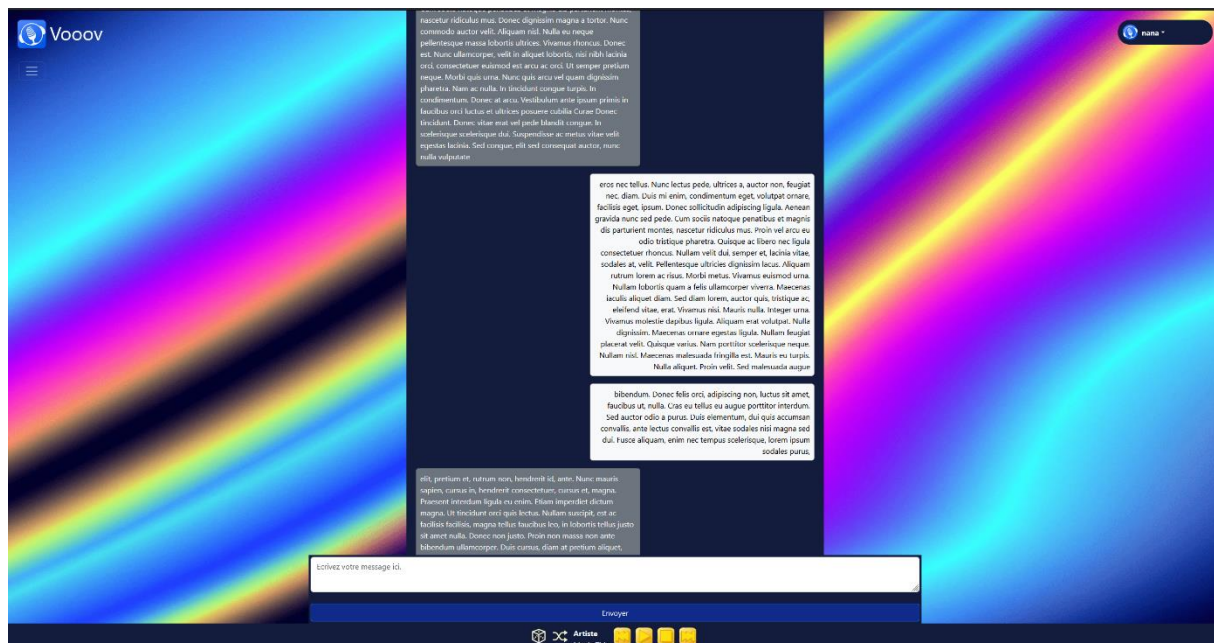 Vooov
nana
nascetur ridiculus mus. Donec dignissim magna a tortor. Nunc
commodo auctor velit. Aliquam nisl. Nulla eu neque
pellentesque massa lobortis ultrices. Vivamus rhoncus. Donec
est. Nunc ullamcorper, velit in aliquet lobortis, nisi nibh lacinia
orci, consectetuer euismod est arcu ac orci. Ut semper pretium
neque. Morbi quis urna. Nunc quis arcu vel quam dignissim
pharetra. Nam ac nulla. In tincidunt congue turpis. In
condimentum. Donec at arcu. Vestibulum ante ipsum primis in
faucibus orci luctus et ultrices posuere cubilia Curae Donec
tincidunt. Donec vitae erat vel pede blandit congue. In
scelerisque scelerisque dui. Suspendisse ac metus vitae velit
egestas lacinia. Sed congue, elit sed consequat auctor, nunc
nulla vulputate
eros nec tellus. Nunc lectus pede, ultrices a, auctor non, feugiat
nec, diam. Duis mi enim, condimentum eget, volutpat ornare,
facilisis eget, ipsum. Donec sollicitudin adipiscing ligula. Aenean
gravida nunc sed pede. Cum sociis natoque penatibus et magnis
dis parturient montes, nascetur ridiculus mus. Proin vel arcu eu
odio tristique pharetra. Quisque ac libero nec ligula
consectetuer rhoncus. Nullam velit dui, semper et, lacinia vitae,
sodales at, velit. Pellentesque ultricies dignissim lacus. Aliquam
rutrum lorem ac risus. Morbi metus. Vivamus euismod urna.
Nullam lobortis quam a felis ullamcorper viverra. Maecenas
iaculis aliquet diam. Sed diam lorem, auctor quis, tristique ac,
eleifend vitae, erat. Vivamus nisi. Mauris nulla. Integer urna.
Vivamus molestie dapibus ligula. Aliquam erat volutpat. Nulla
dignissim. Maecenas ornare egestas ligula. Nullam feugiat
placerat velit. Quisque varius. Nam porttitor scelerisque neque.
Nullam nisl. Maecenas malesuada fringilla est. Mauris eu turpis.
Nulla aliquet. Proin velit. Sed malesuada augue
bibendum. Donec felis orci, adipiscing non, luctus sit amet,
faucibus ut, nulla. Cras eu tellus eu augue porttitor interdum.
Sed auctor odio a purus. Duis elementum, dui quis accumsan
convallis, ante lectus convallis est, vitae sodales nisi magna sed
dui. Fusce aliquam, enim nec tempus scelerisque, lorem ipsum
sodales purus,
elit, pretium et, rutrum non, hendrerit id, ante. Nunc mauris
sapien, cursus in, hendrerit consectetuer, cursus et, magna.
Praesent interdum ligula eu enim. Etiam imperdiet dictum
magna. Ut tincidunt orci quis lectus. Nullam suscipit, est ac
facilisis facilisis, magna tellus faucibus leo, in lobortis tellus justo
sit amet nulla. Donec non justo. Proin non massa non ante
bibendum ullamcorper. Duis cursus, diam at pretium aliquet,
Ecrivez votre message ici.
Envoyer
Artiste